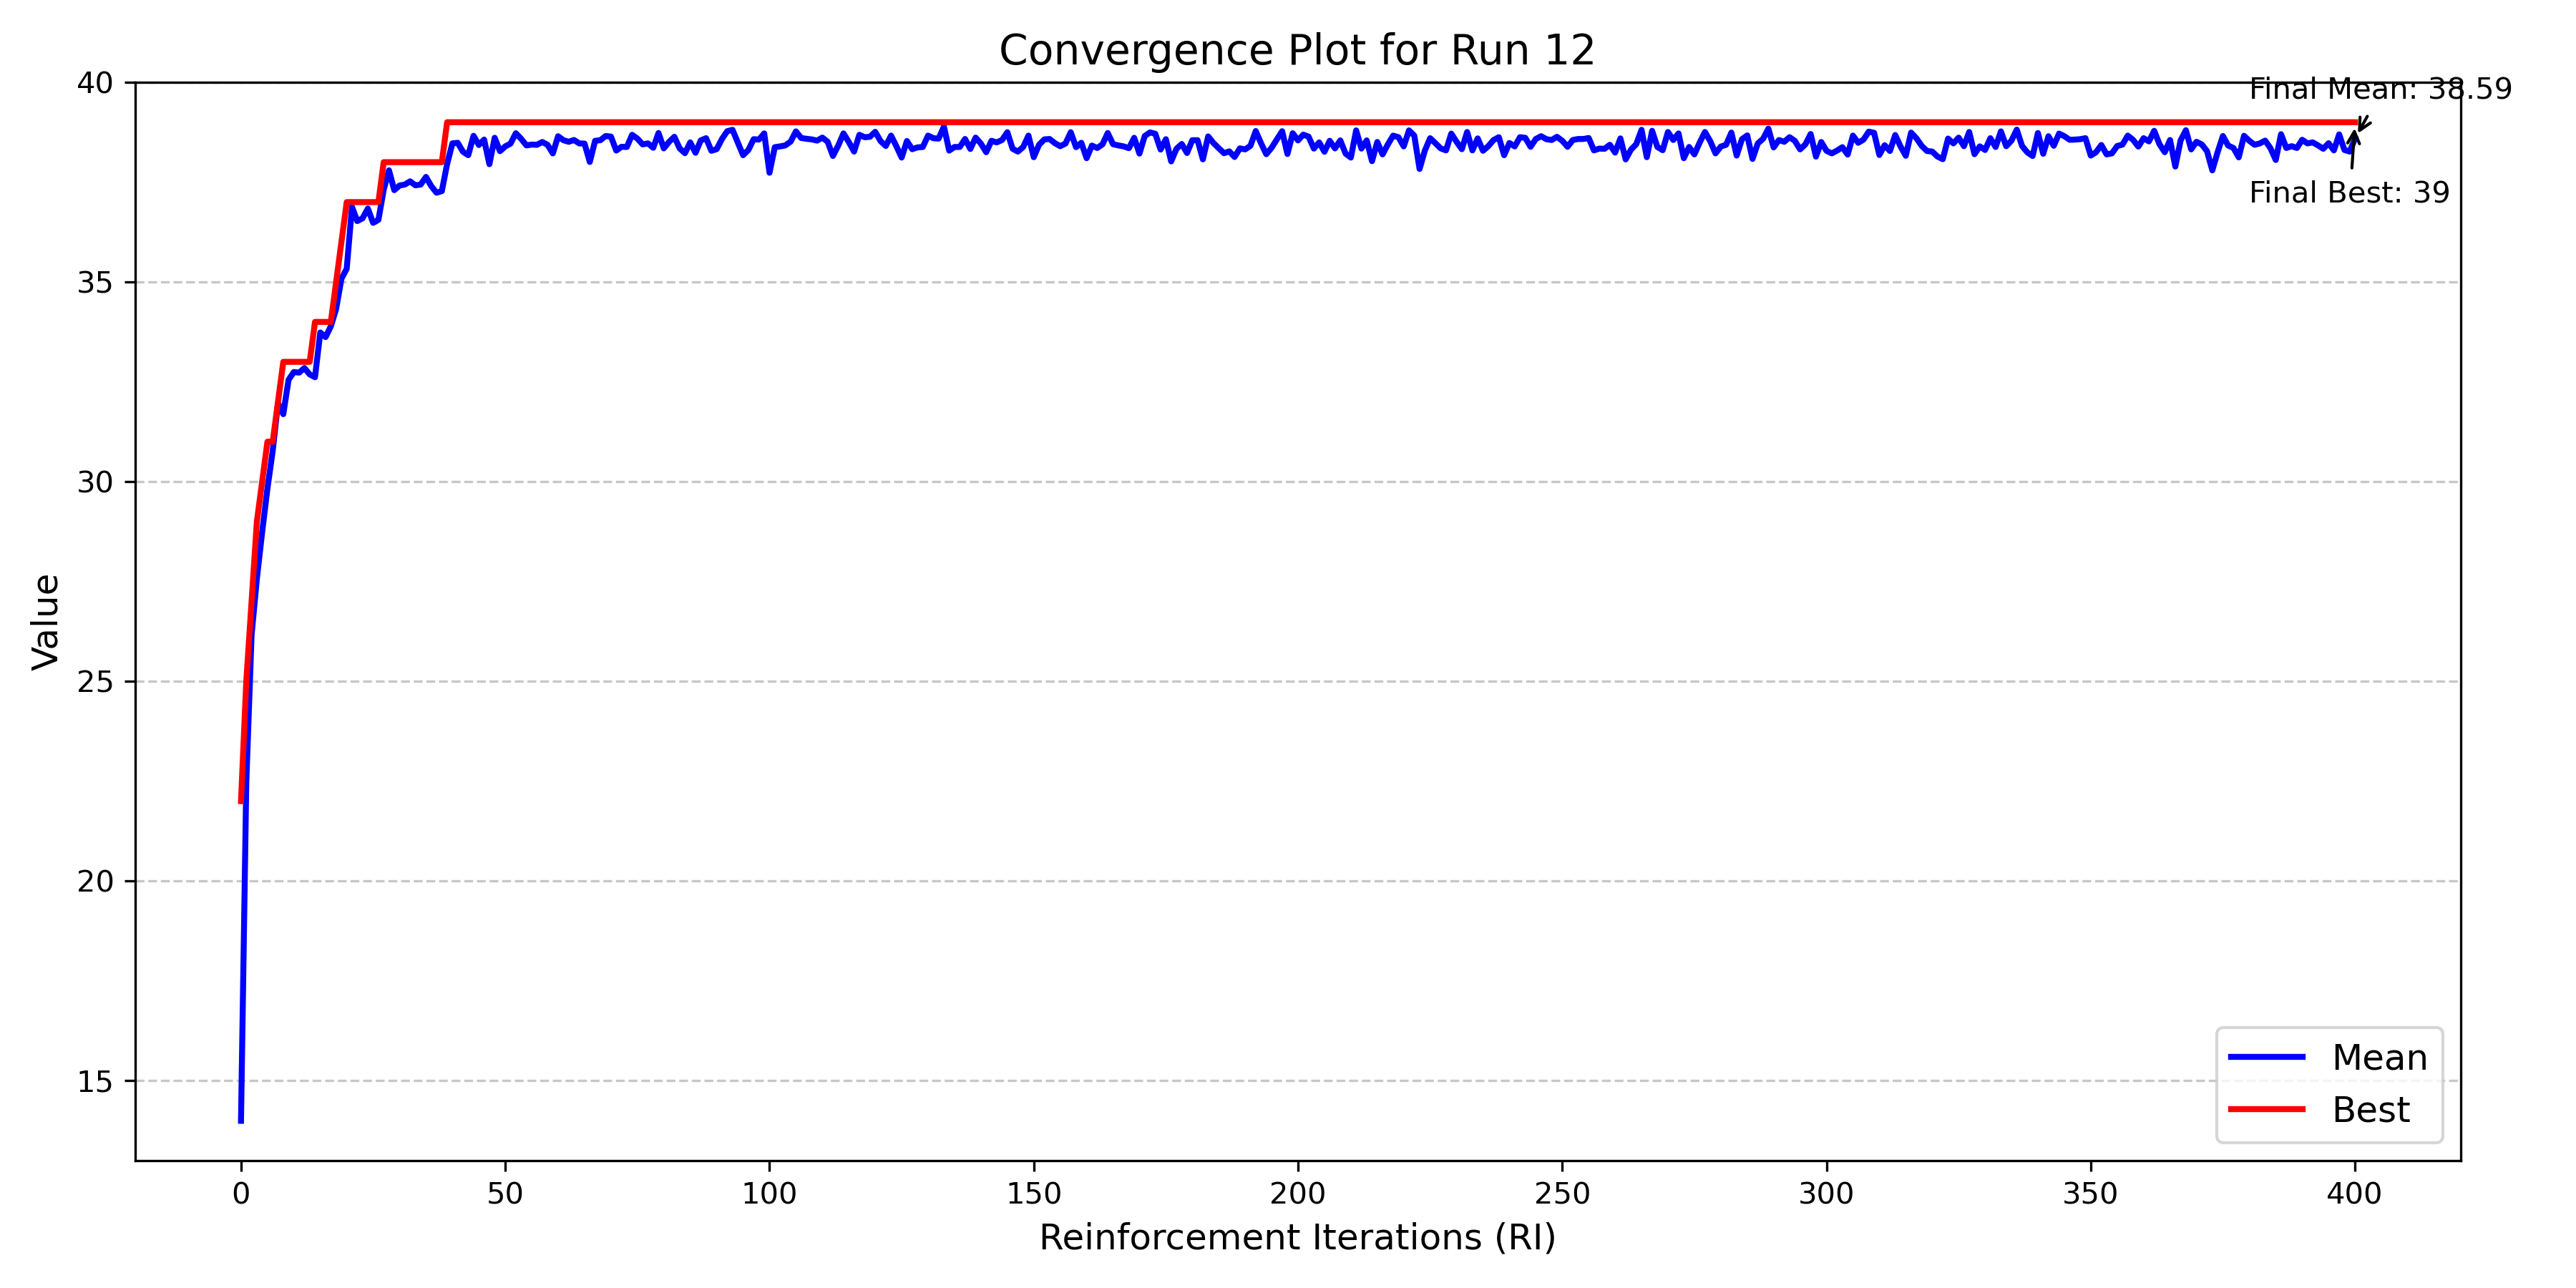 Convergence Plot for Run 12
40
35
30
25
20
15
Value
Final Mean: 38.59
Final Best: 39
Mean
Best
0 50 100 150 200 250 300 350 400
Reinforcement Iterations (RI)